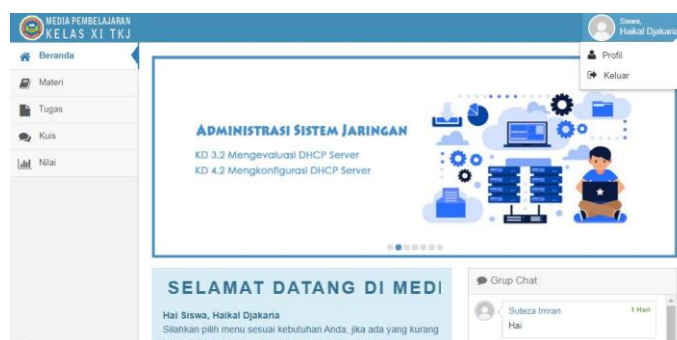 MEDIA PEMBELAJARAN
KELAS XI TKJ
Siswa,
Haikal Djakaria
Profil
Keluar
Beranda
Materi
Tugas
Kuis
Nilai
ADMINISTRASI SISTEM JARINGAN
KD 3.2 Mengevaluasi DHCP Server
KD 4.2 Mengkonfigurasi DHCP Server
SELAMAT DATANG DI MEDI
Hai Siswa, Haikal Djakaria
Silahkan pilih menu sesuai kebutuhan Anda, jika ada yang kurang
Grup Chat
Suteza Imran
1 Hari
Hai